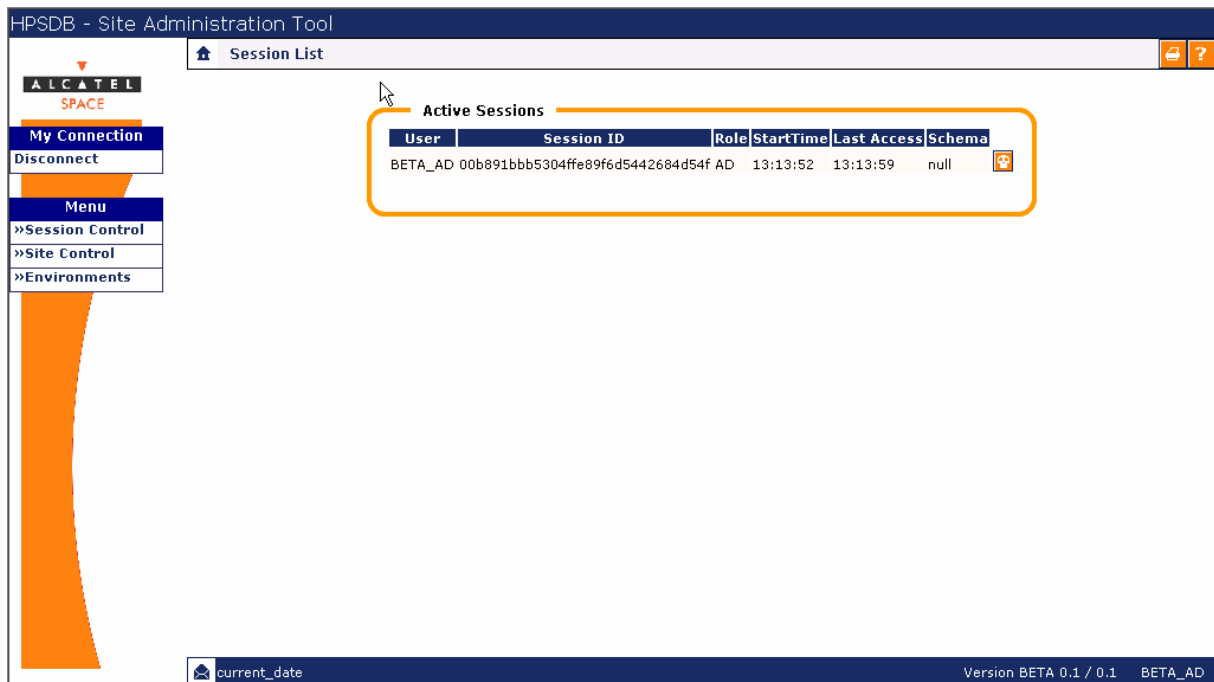 HPSDB - Site Administration Tool
Session List
?
ALCATEL
SPACE
My Connection
Disconnect
Menu
»Session Control
»Site Control
»Environments
Active Sessions
User Session ID Role StartTime Last Access Schema
BETA_AD 00b891bbb5304ffe89f6d5442684d54f AD 13:13:52 13:13:59 null
current_date Version BETA 0.1 / 0.1 BETA_AD